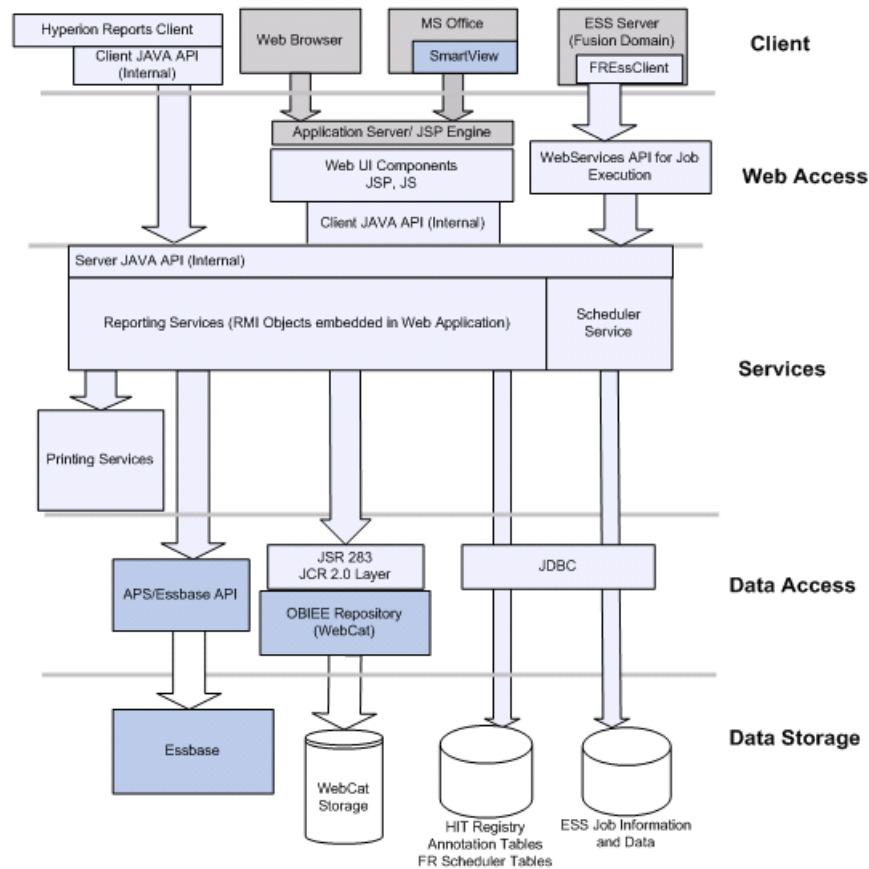 Hyperion Reports Client
Client JAVA API
(Internal)
Web Browser
MS Office
SmartView
ESS Server
(Fusion Domain)
FREssClient
Client
Application Server/ JSP Engine
Web UI Components
JSP, JS
Client JAVA API (Internal)
WebServices API for Job
Execution
Web Access
Server JAVA API (Internal)
Reporting Services (RMI Objects embedded in Web Application)
Scheduler
Service
Services
Printing Services
JSR 283
JCR 2.0 Layer
JDBC
APS/Essbase API
OBIEE Repository
(WebCat)
Data Access
Essbase
WebCat
Storage
Data Storage
HIT Registry
Annotation Tables
FR Scheduler Tables
ESS Job Information
and Data